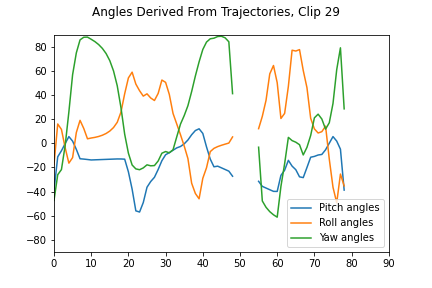 Angles Derived From Trajectories, Clip 29
80
60
40
20
0
−20
−40
−60
−80
Pitch angles
Roll angles
Yaw angles
0 10 20 30 40 50 60 70 80 90